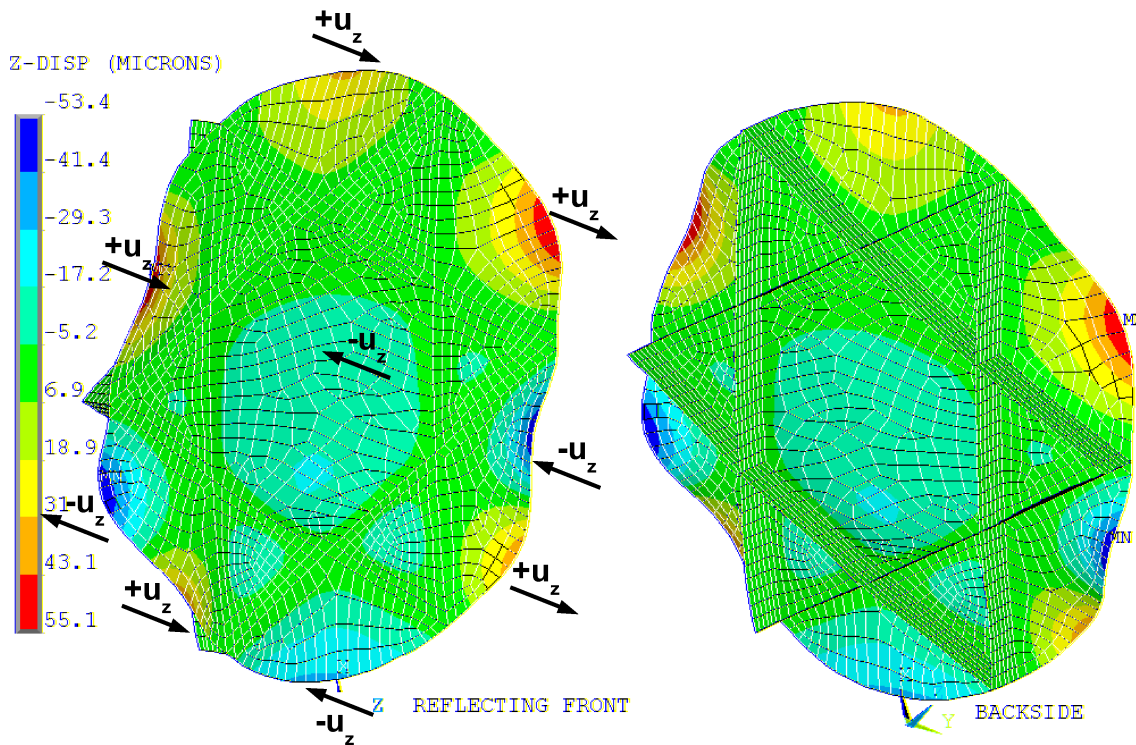 +uz
Z-DISP (MICRONS)
-53.4
-41.4
-29.3
-17.2
-5.2
6.9
18.9
31
43.1
55.1
+uz
+uz
-uz
-uz
-uz
+uz
+uz
-uz
Z
REFLECTING FRONT
MN
Y
BACKSIDE